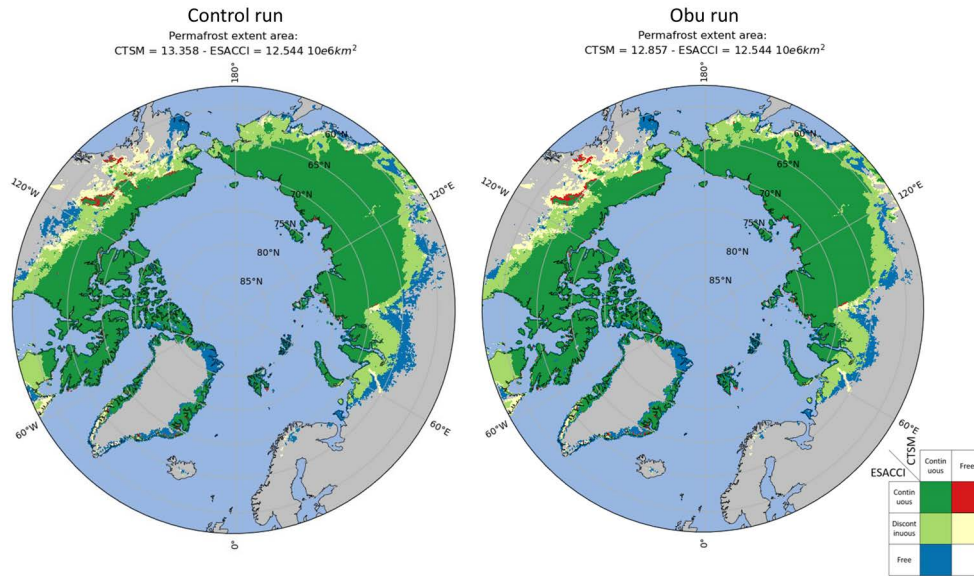 Control run
Permafrost extent area:
CTSM = 13.358 - ESACCI = 12.544 10e6km²
180°
60°N
65°N
70°N
75°N
80°N
85°N
120°W
120°E
60°W
60°E
0°
Obu run
Permafrost extent area:
CTSM = 12.857 - ESACCI = 12.544 10e6km²
180°
60°N
65°N
70°N
75°N
80°N
85°N
120°W
120°E
60°W
60°E
0°
CTSM
ESACCI
Contin
uous
Free
Contin
uous
Discont
inuous
Free